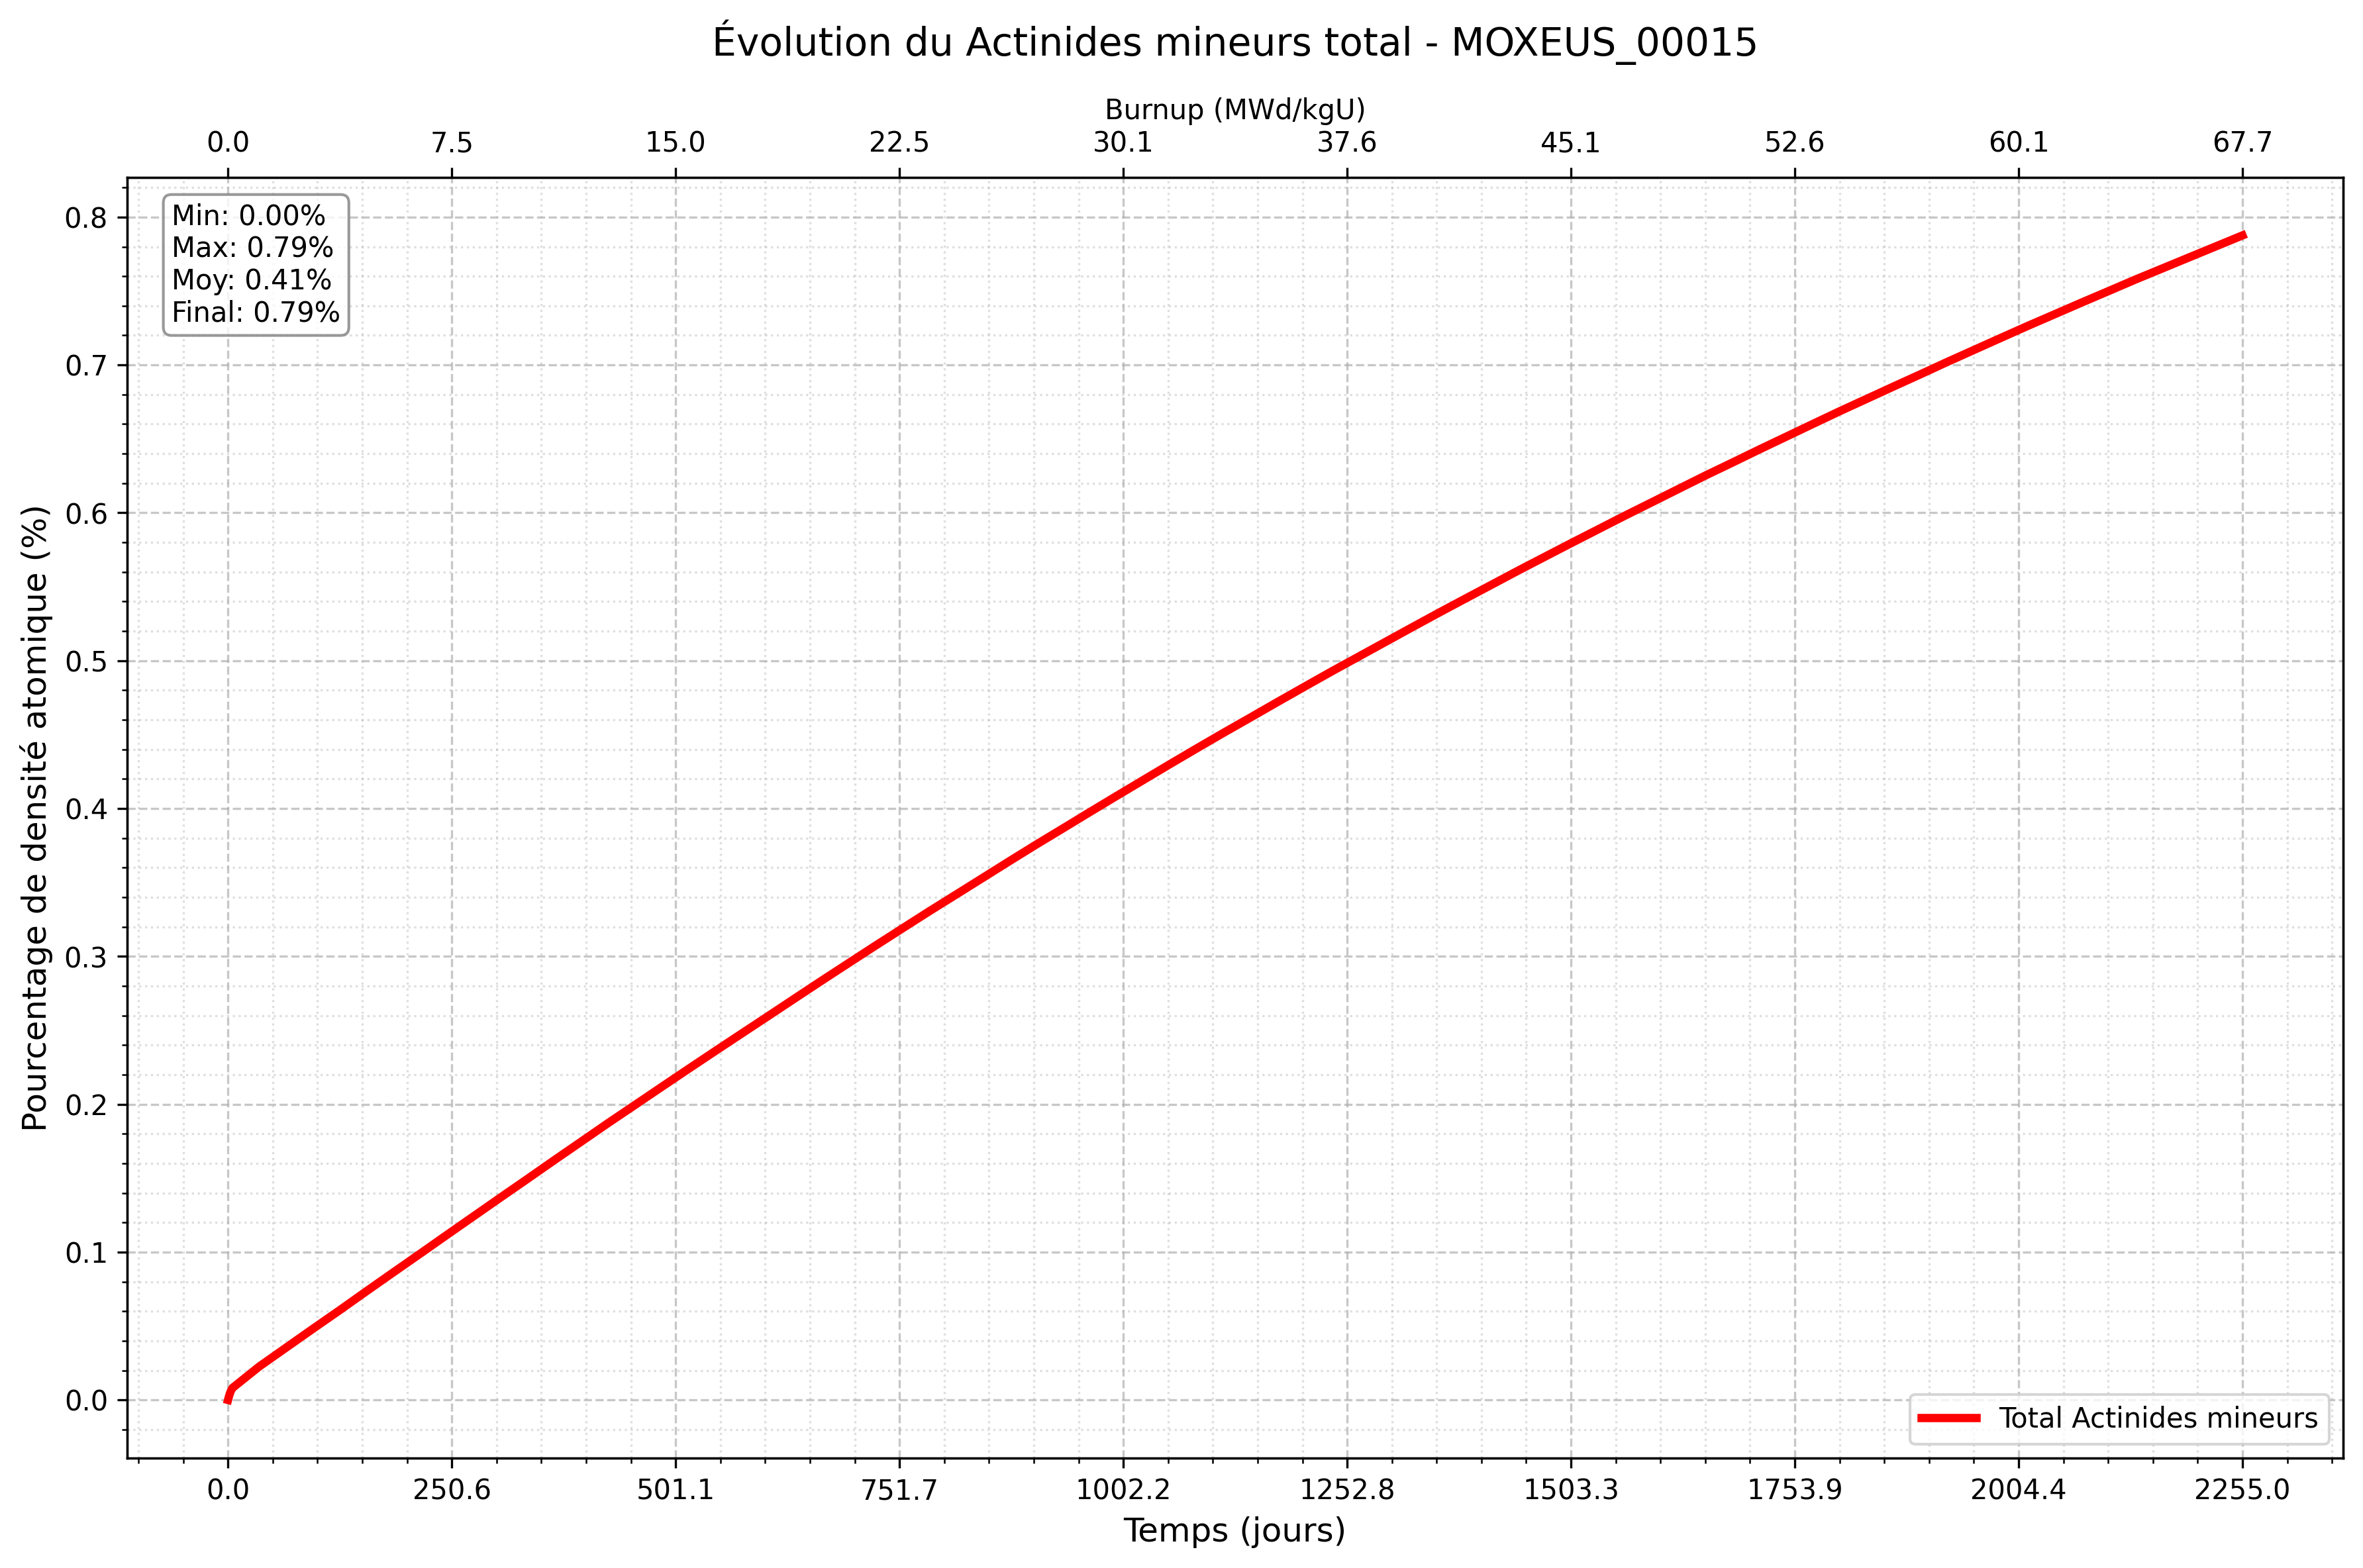 Évolution du Actinides mineurs total - MOXEUS_00015
Burnup (MWd/kgU)
0.0 7.5 15.0 22.5 30.1 37.6 45.1 52.6 60.1 67.7
Min: 0.00%
Max: 0.79%
Moy: 0.41%
Final: 0.79%
Pourcentage de densité atomique (%)
0.8
0.7
0.6
0.5
0.4
0.3
0.2
0.1
0.0
Total Actinides mineurs
0.0 250.6 501.1 751.7 1002.2 1252.8 1503.3 1753.9 2004.4 2255.0
Temps (jours)